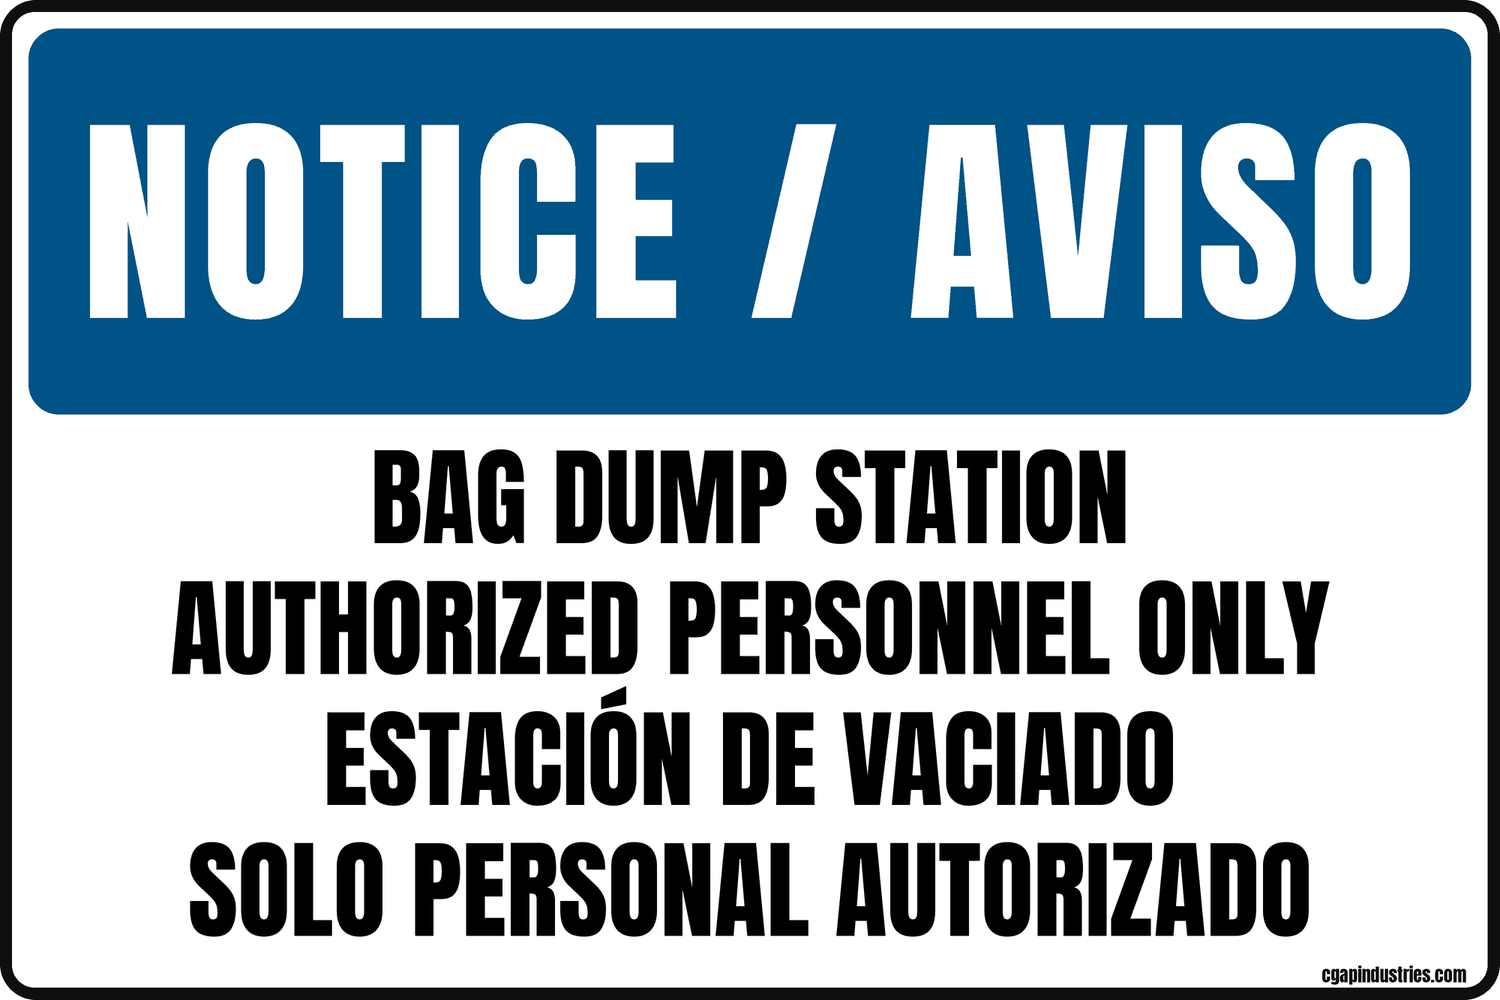 NOTICE / AVISO
BAG DUMP STATION
AUTHORIZED PERSONNEL ONLY
ESTACIÓN DE VACIADO
SOLO PERSONAL AUTORIZADO
cgapindustries.com